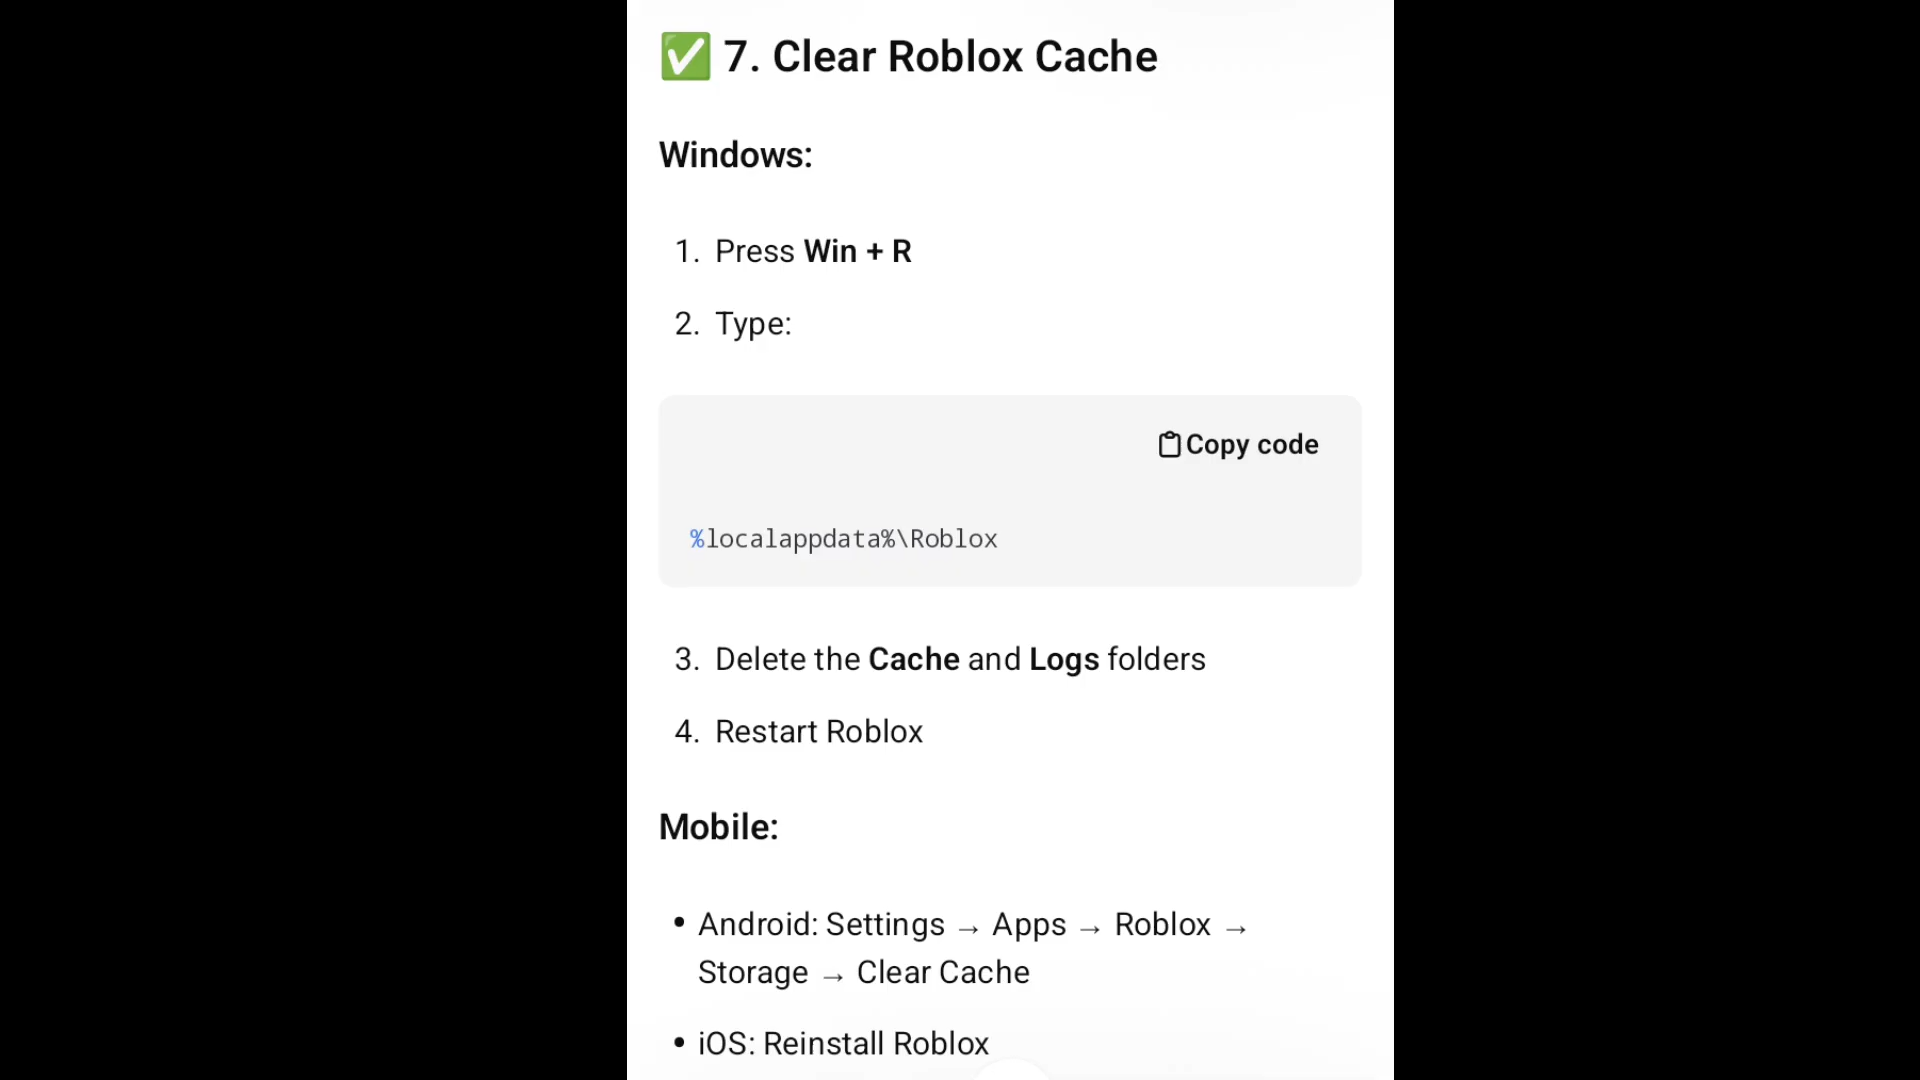 ✅ 7. Clear Roblox Cache
Windows:
1. Press Win + R
2. Type:
Copy code
%localappdata%\Roblox
3. Delete the Cache and Logs folders
4. Restart Roblox
Mobile:
• Android: Settings → Apps → Roblox →
Storage → Clear Cache
• iOS: Reinstall Roblox